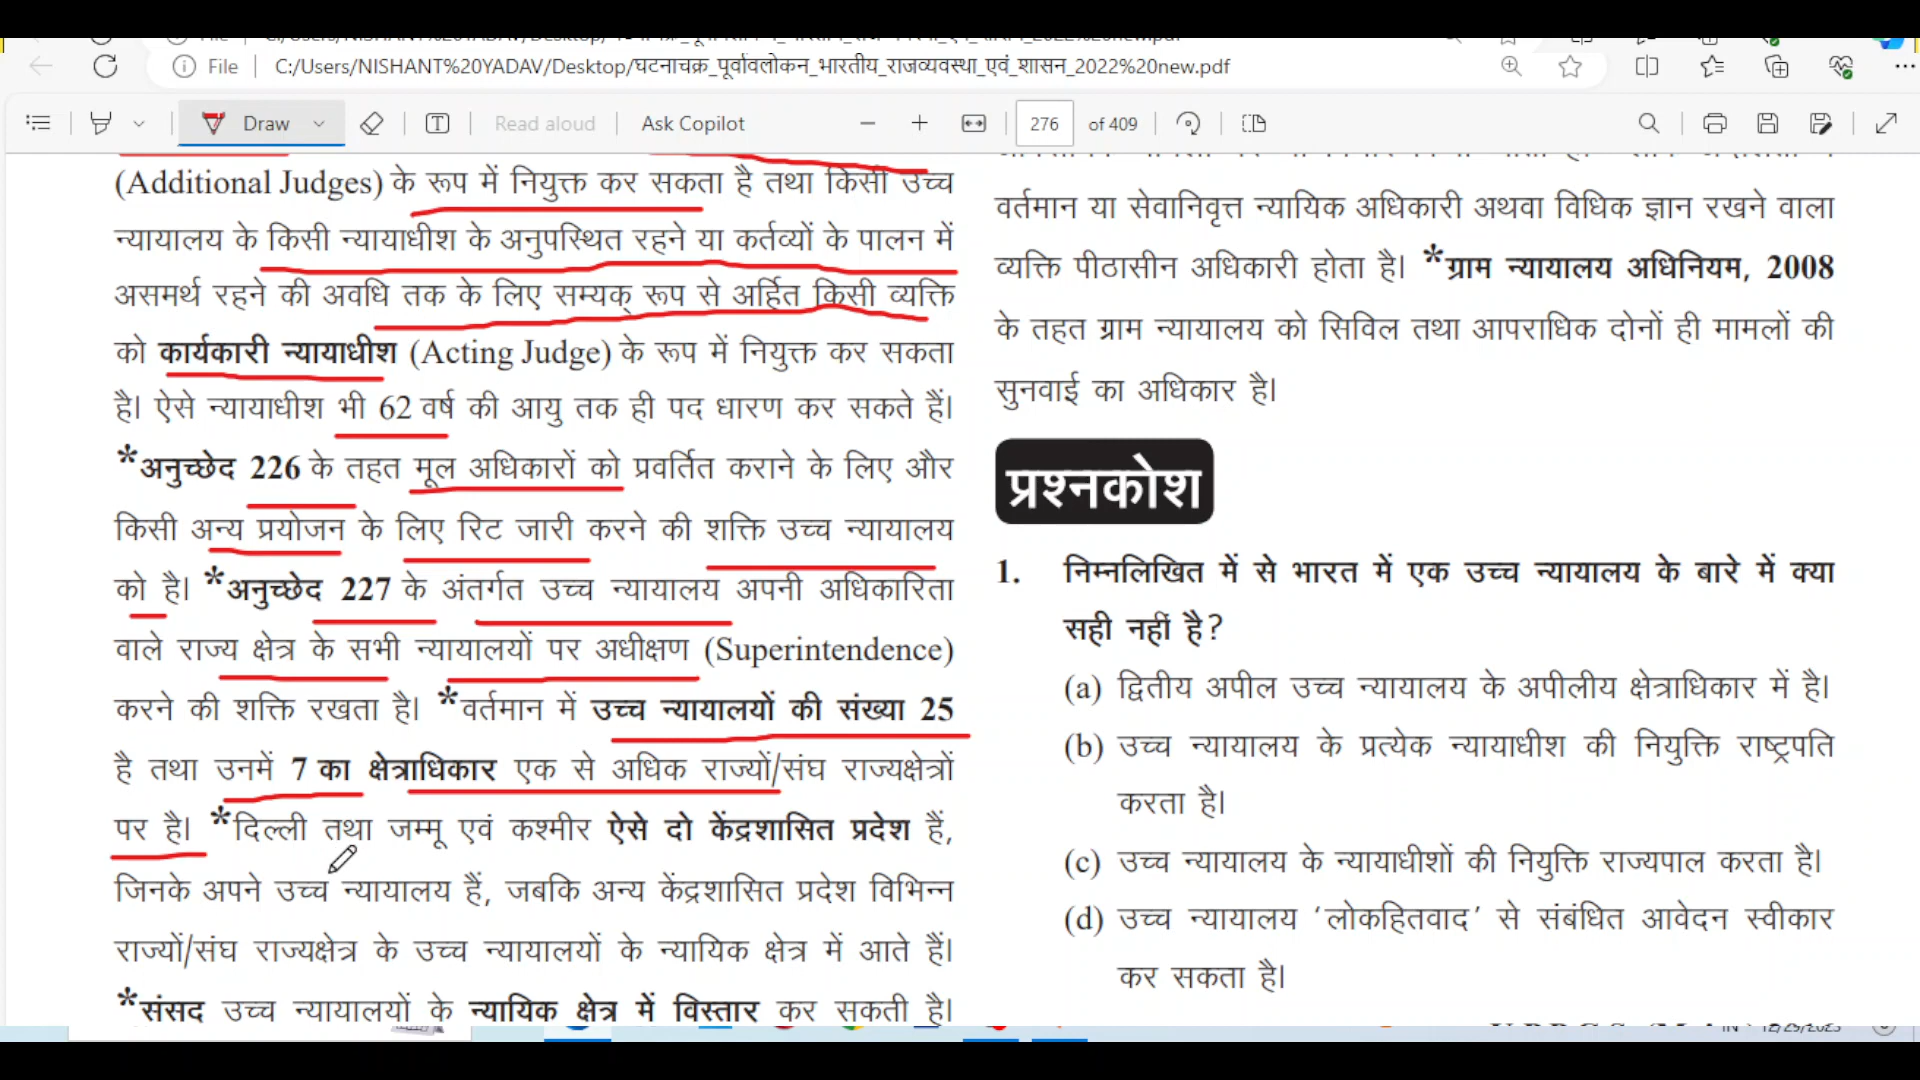 File
C:/Users/NISHANT%20YADAV/Desktop/घटनाचक्र_पूर्वावलोकन_भारतीय_राजव्यवस्था_एवं_शासन_2022%20new.pdf
Draw
Read aloud
Ask Copilot
276
of 409
(Additional Judges) के रूप में नियुक्त कर सकता है तथा किसी उच्च
न्यायालय के किसी न्यायाधीश के अनुपस्थित रहने या कर्तव्यों के पालन में
असमर्थ रहने की अवधि तक के लिए सम्यक् रूप से अर्हित किसी व्यक्ति
को कार्यकारी न्यायाधीश (Acting Judge) के रूप में नियुक्त कर सकता
है। ऐसे न्यायाधीश भी 62 वर्ष की आयु तक ही पद धारण कर सकते हैं।
*अनुच्छेद 226 के तहत मूल अधिकारों को प्रवर्तित कराने के लिए और
किसी अन्य प्रयोजन के लिए रिट जारी करने की शक्ति उच्च न्यायालय
को है। *अनुच्छेद 227 के अंतर्गत उच्च न्यायालय अपनी अधिकारिता
वाले राज्य क्षेत्र के सभी न्यायालयों पर अधीक्षण (Superintendence)
करने की शक्ति रखता है। *वर्तमान में उच्च न्यायालयों की संख्या 25
है तथा उनमें 7 का क्षेत्राधिकार एक से अधिक राज्यों/संघ राज्यक्षेत्रों
पर है। *दिल्ली तथा जम्मू एवं कश्मीर ऐसे दो केंद्रशासित प्रदेश हैं,
जिनके अपने उच्च न्यायालय हैं, जबकि अन्य केंद्रशासित प्रदेश विभिन्न
राज्यों/संघ राज्यक्षेत्र के उच्च न्यायालयों के न्यायिक क्षेत्र में आते हैं।
*संसद उच्च न्यायालयों के न्यायिक क्षेत्र में विस्तार कर सकती है।
वर्तमान या सेवानिवृत्त न्यायिक अधिकारी अथवा विधिक ज्ञान रखने वाला
व्यक्ति पीठासीन अधिकारी होता है। *ग्राम न्यायालय अधिनियम, 2008
के तहत ग्राम न्यायालय को सिविल तथा आपराधिक दोनों ही मामलों की
सुनवाई का अधिकार है।
प्रश्नकोश
1. निम्नलिखित में से भारत में एक उच्च न्यायालय के बारे में क्या
सही नहीं है?
(a) द्वितीय अपील उच्च न्यायालय के अपीलीय क्षेत्राधिकार में है।
(b) उच्च न्यायालय के प्रत्येक न्यायाधीश की नियुक्ति राष्ट्रपति
करता है।
(c) उच्च न्यायालय के न्यायाधीशों की नियुक्ति राज्यपाल करता है।
(d) उच्च न्यायालय 'लोकहितवाद' से संबंधित आवेदन स्वीकार
कर सकता है।